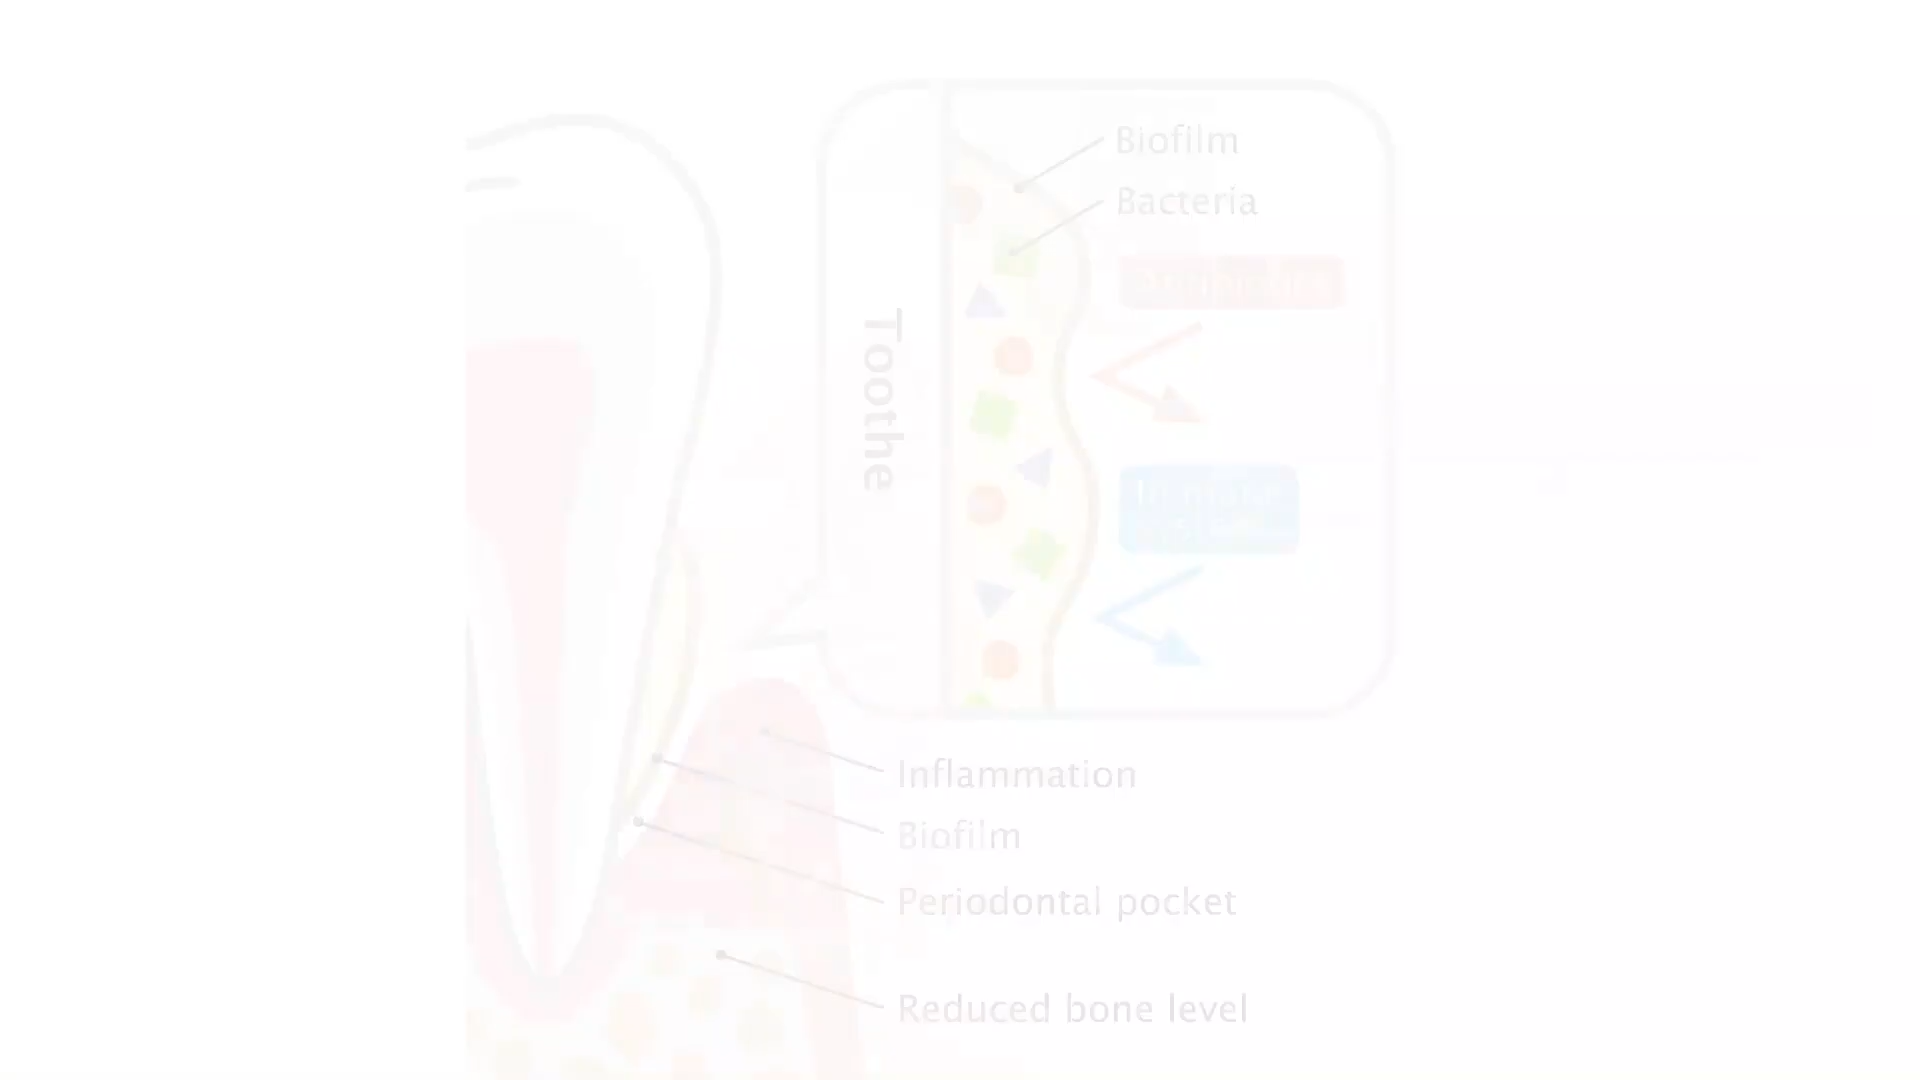 Biofilm
Bacteria
Toothe
Inflammation
Biofilm
Periodontal pocket
Reduced bone level